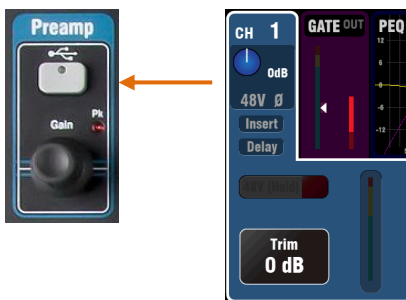 Preamp
Pk
Gain
CH 1
0dB
48V Ø
Insert
Delay
GATE OUT
PEQ
12
6
0
-6
-12
48V (Hold)
Trim
0 dB